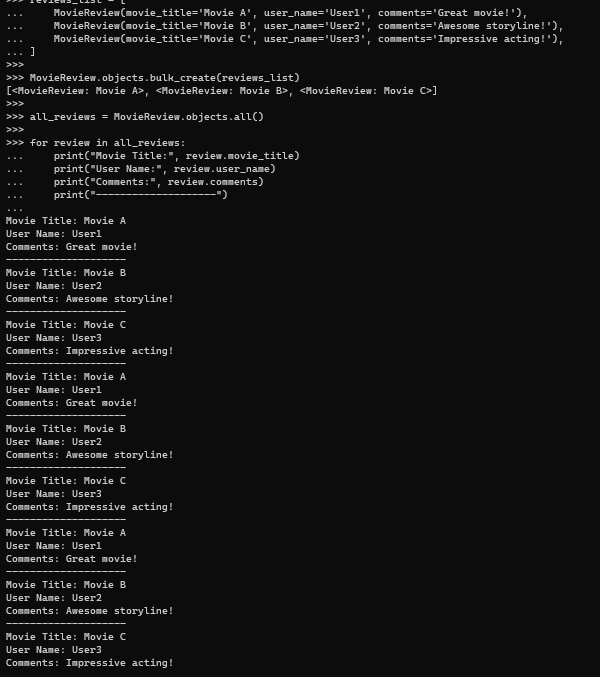 >>> reviews_list = [
...     MovieReview(movie_title='Movie A', user_name='User1', comments='Great movie!'),
...     MovieReview(movie_title='Movie B', user_name='User2', comments='Awesome storyline!'),
...     MovieReview(movie_title='Movie C', user_name='User3', comments='Impressive acting!'),
... ]
>>>
>>> MovieReview.objects.bulk_create(reviews_list)
[<MovieReview: Movie A>, <MovieReview: Movie B>, <MovieReview: Movie C>]
>>>
>>> all_reviews = MovieReview.objects.all()
>>>
>>> for review in all_reviews:
...     print("Movie Title:", review.movie_title)
...     print("User Name:", review.user_name)
...     print("Comments:", review.comments)
...     print("--------------------")
...
Movie Title: Movie A
User Name: User1
Comments: Great movie!
--------------------
Movie Title: Movie B
User Name: User2
Comments: Awesome storyline!
--------------------
Movie Title: Movie C
User Name: User3
Comments: Impressive acting!
--------------------
Movie Title: Movie A
User Name: User1
Comments: Great movie!
--------------------
Movie Title: Movie B
User Name: User2
Comments: Awesome storyline!
--------------------
Movie Title: Movie C
User Name: User3
Comments: Impressive acting!
--------------------
Movie Title: Movie A
User Name: User1
Comments: Great movie!
--------------------
Movie Title: Movie B
User Name: User2
Comments: Awesome storyline!
--------------------
Movie Title: Movie C
User Name: User3
Comments: Impressive acting!